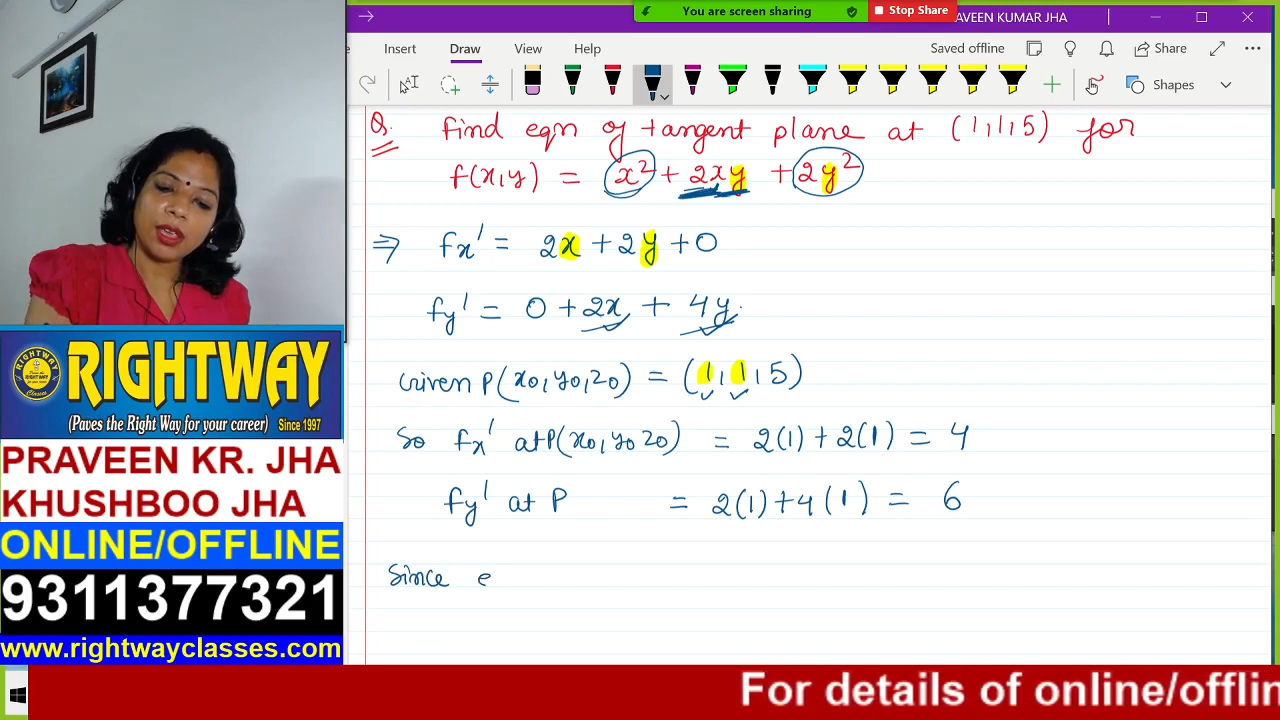 You are screen sharing
Stop Share
AVEEN KUMAR JHA
Insert Draw View Help
Saved offline
Share
Shapes
Q. Find eqn of tangent plane at (1,1,5) for
f(x,y) = x² + 2xy + 2y²
⇒ fx' = 2x + 2y + 0
fy' = 0 + 2x + 4y
Given P(x0, y0, z0) = (1, 1, 5)
So fx' at P(x0, y0 z0) = 2(1) + 2(1) = 4
fy' at P = 2(1) + 4(1) = 6
Since e
RIGHTWAY
(Paves the Right Way for your career) Since 1997
PRAVEEN KR. JHA
KHUSHBOO JHA
ONLINE/OFFLINE
9311377321
www.rightwayclasses.com
For details of online/offlin